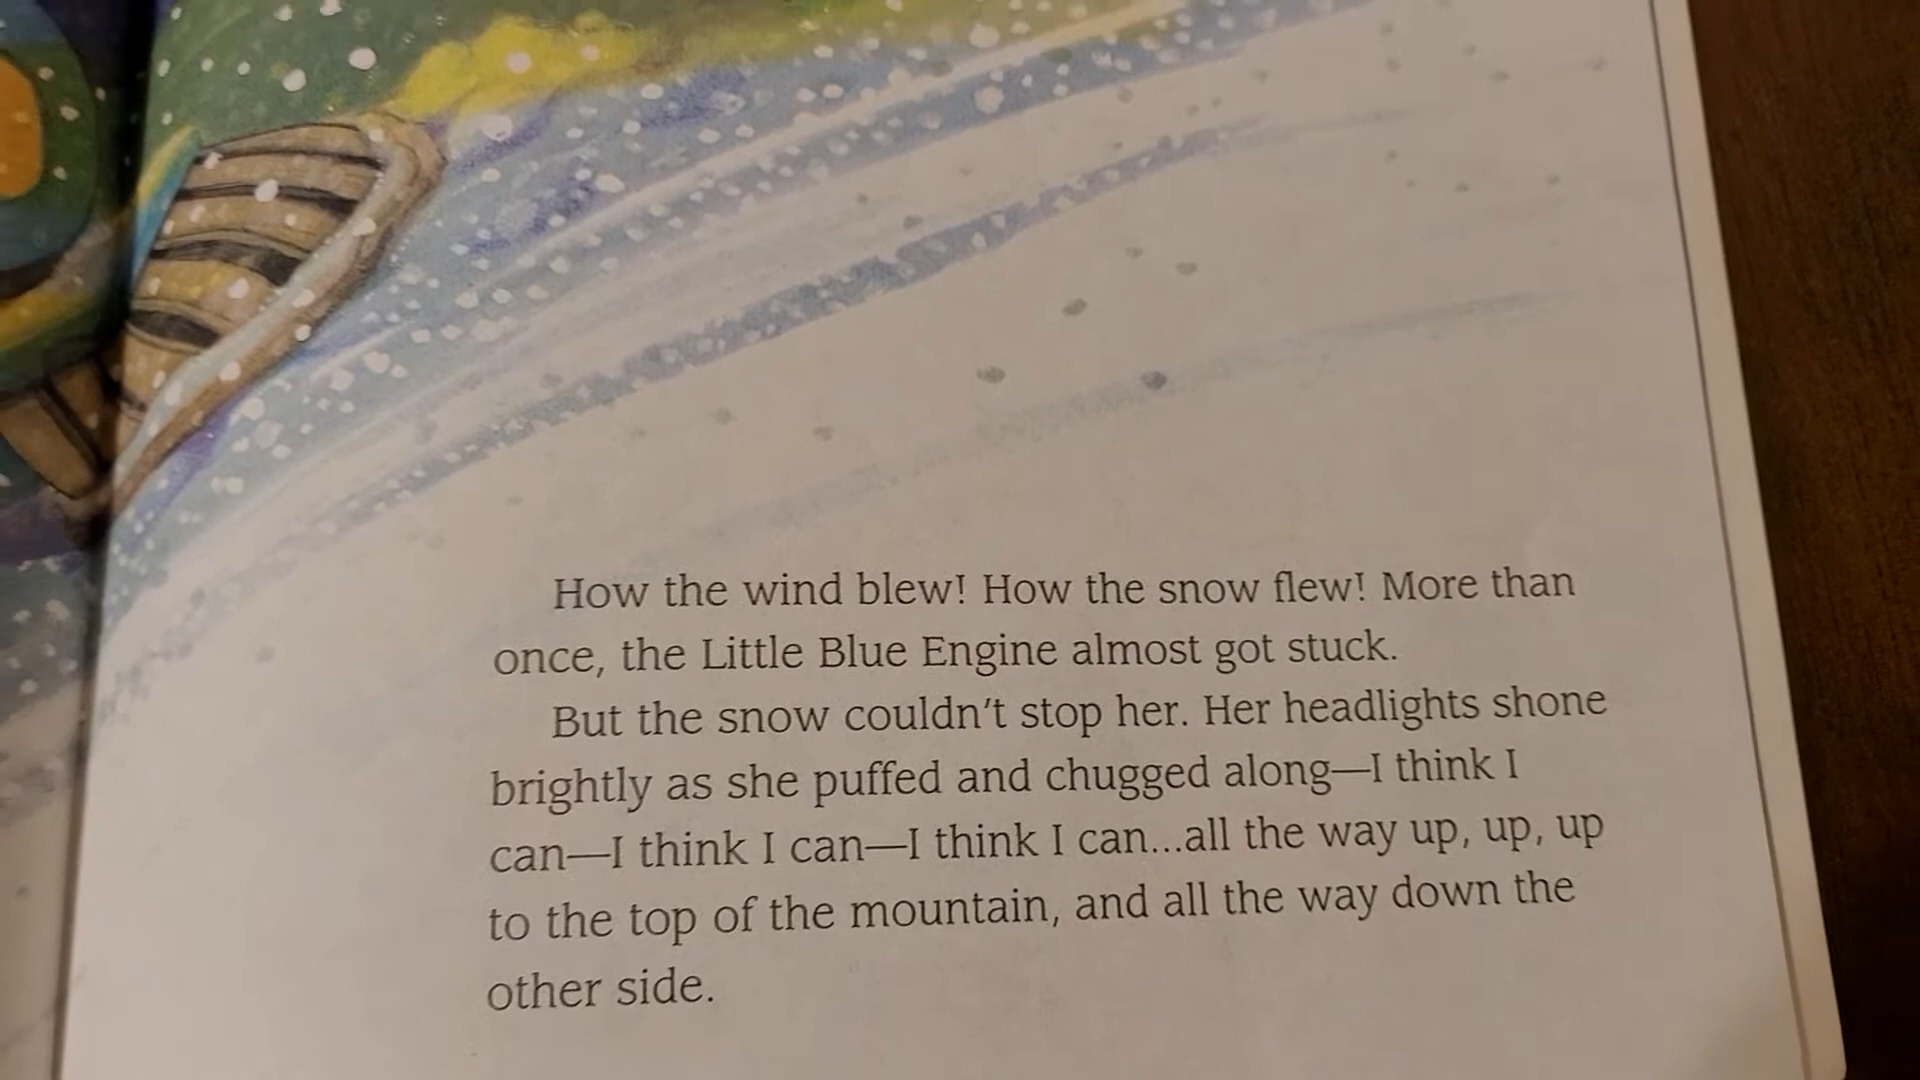 How the wind blew! How the snow flew! More than
once, the Little Blue Engine almost got stuck.
But the snow couldn't stop her. Her headlights shone
brightly as she puffed and chugged along—I think I
can—I think I can—I think I can...all the way up, up, up
to the top of the mountain, and all the way down the
other side.